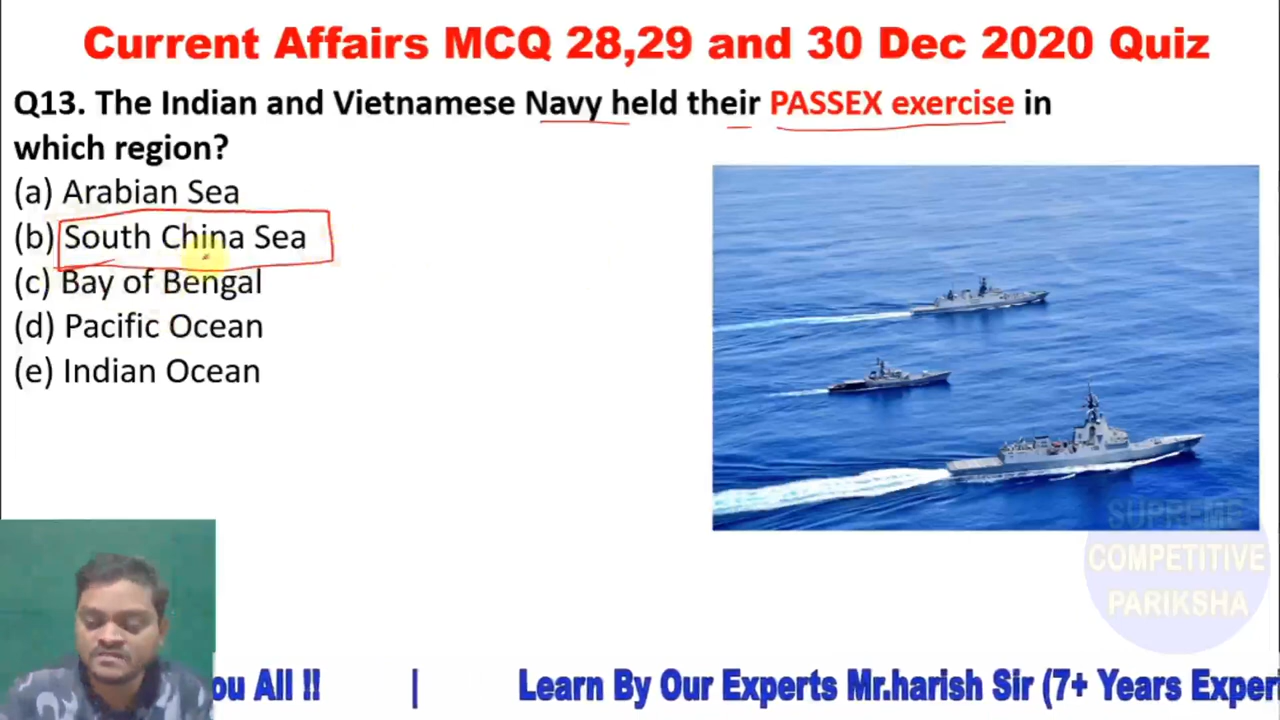 Current Affairs MCQ 28,29 and 30 Dec 2020 Quiz
Q13. The Indian and Vietnamese Navy held their PASSEX exercise in
which region?
(a) Arabian Sea
(b) South China Sea
(c) Bay of Bengal
(d) Pacific Ocean
(e) Indian Ocean
SUPREME
COMPETITIVE
PARIKSHA
ou All !! | Learn By Our Experts Mr.harish Sir (7+ Years Experi